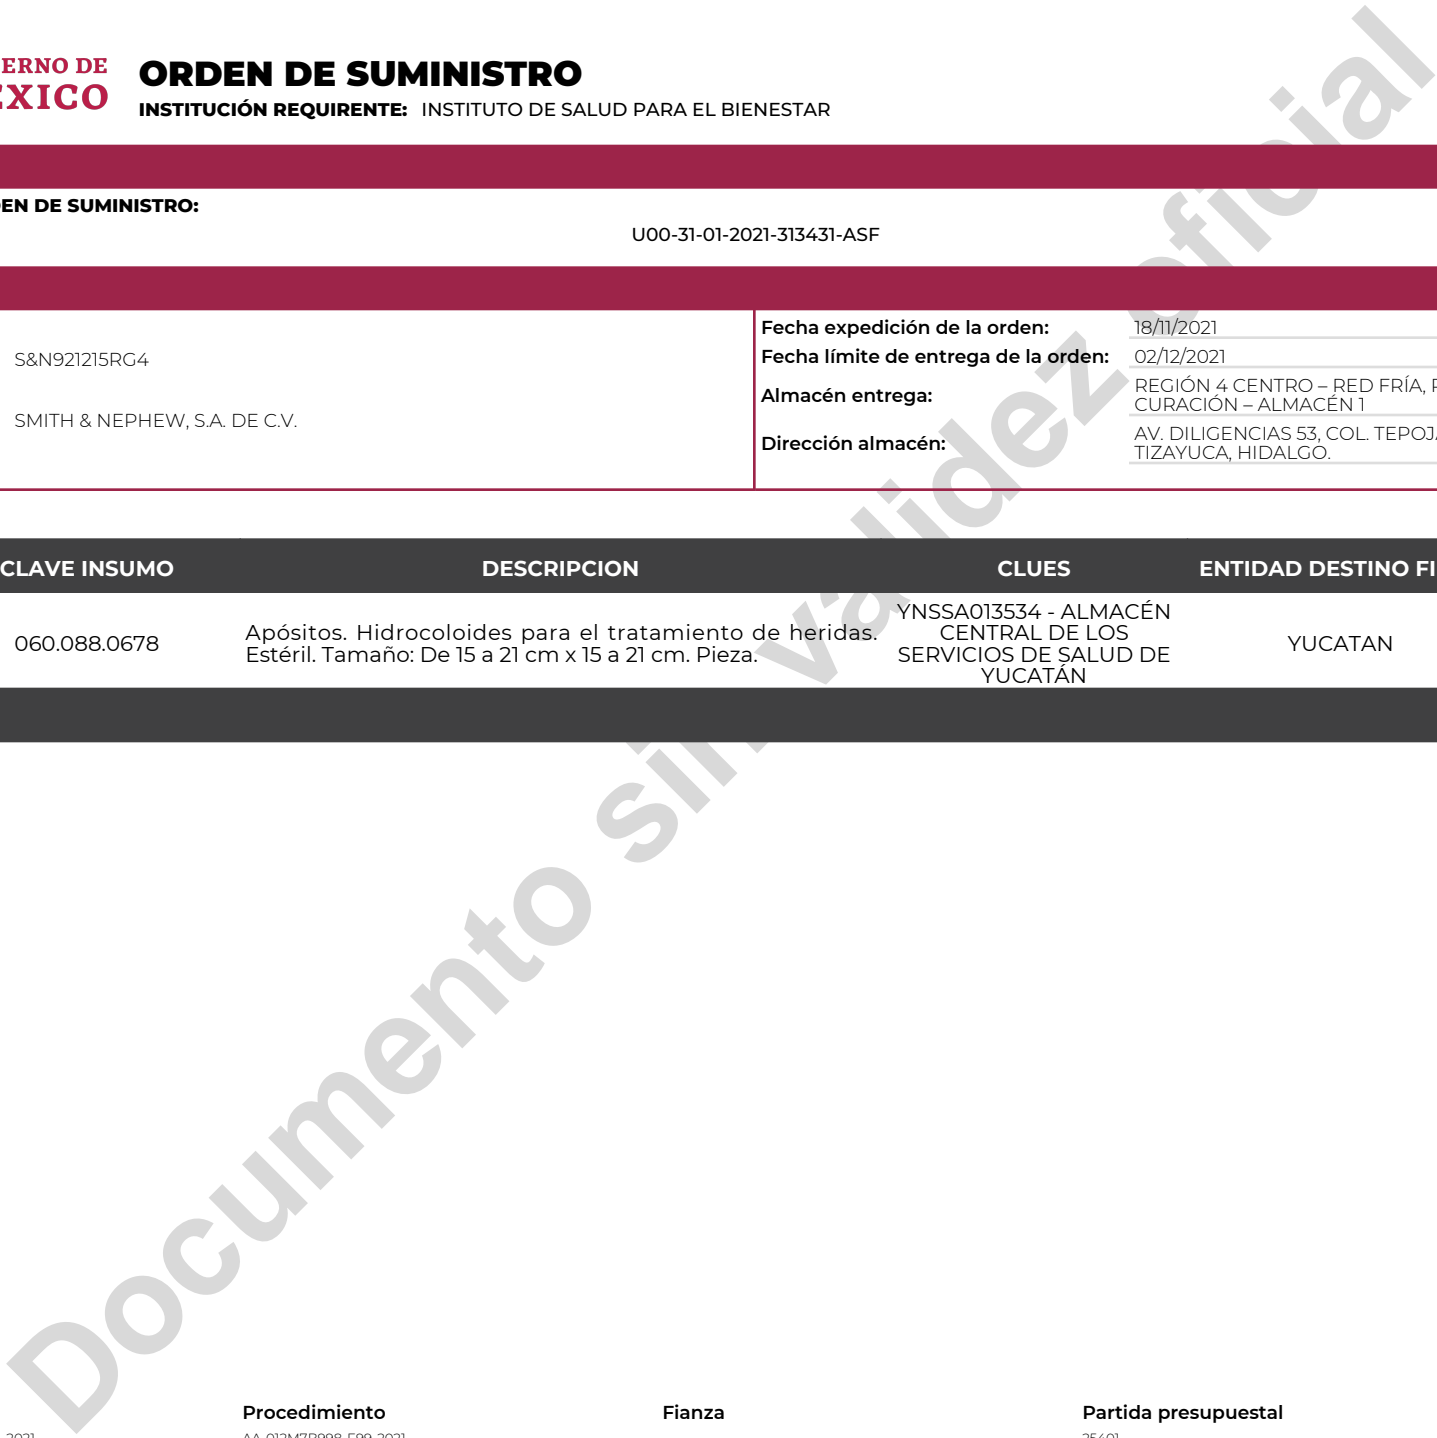 ERNO DE
ÉXICO
ORDEN DE SUMINISTRO
INSTITUCIÓN REQUIRENTE: INSTITUTO DE SALUD PARA EL BIENESTAR
EN DE SUMINISTRO:
U00-31-01-2021-313431-ASF
S&N921215RG4
SMITH & NEPHEW, S.A. DE C.V.
Fecha expedición de la orden: 18/11/2021
Fecha límite de entrega de la orden: 02/12/2021
Almacén entrega: REGIÓN 4 CENTRO – RED FRÍA,
CURACIÓN – ALMACÉN 1
Dirección almacén: AV. DILIGENCIAS 53, COL. TEPOJ
TIZAYUCA, HIDALGO.
CLAVE INSUMO DESCRIPCION CLUES ENTIDAD DESTINO FI
060.088.0678
Apósitos. Hidrocoloides para el tratamiento de heridas.
Estéril. Tamaño: De 15 a 21 cm x 15 a 21 cm. Pieza.
YNSSA013534 - ALMACÉN
CENTRAL DE LOS
SERVICIOS DE SALUD DE
YUCATÁN
YUCATAN
Documento sin validez oficial
Procedimiento Fianza Partida presupuestal